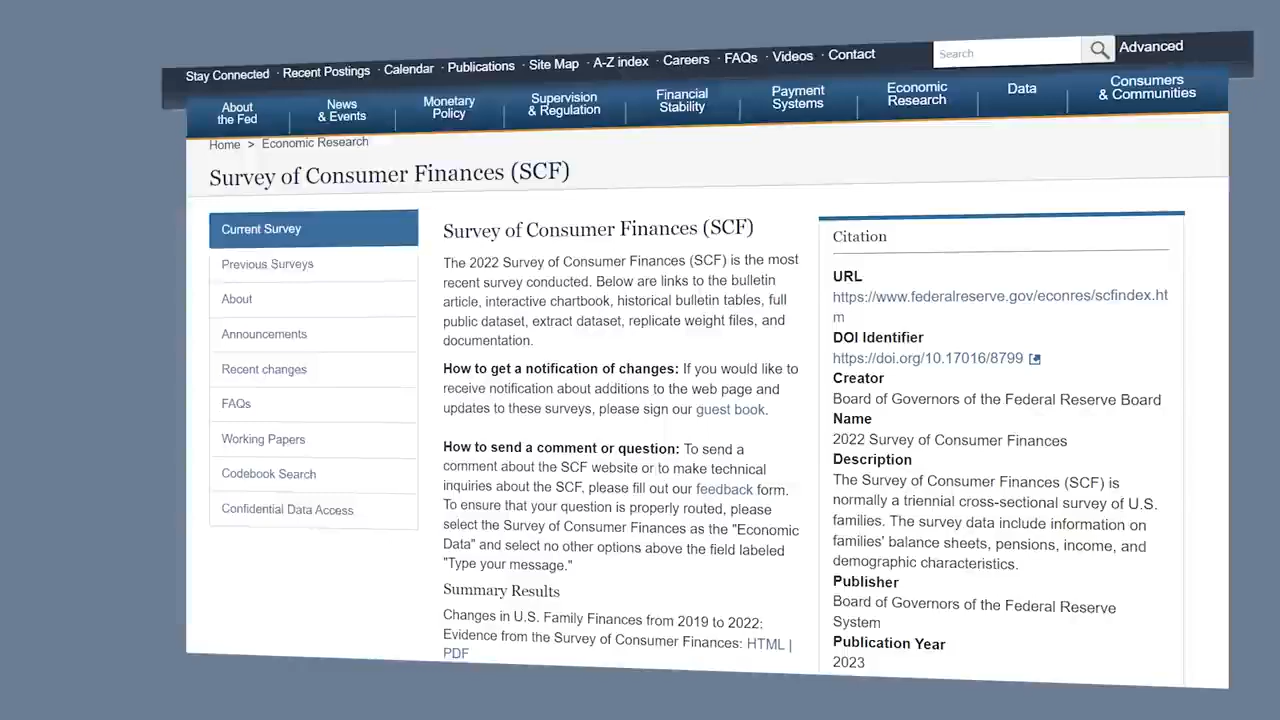 Stay Connected · Recent Postings · Calendar · Publications · Site Map · A-Z index · Careers · FAQs · Videos · Contact
Search
Advanced
About the Fed
News & Events
Monetary Policy
Supervision & Regulation
Financial Stability
Payment Systems
Economic Research
Data
Consumers & Communities
Home > Economic Research
Survey of Consumer Finances (SCF)
Current Survey
Previous Surveys
About
Announcements
Recent changes
FAQs
Working Papers
Codebook Search
Confidential Data Access
Survey of Consumer Finances (SCF)
The 2022 Survey of Consumer Finances (SCF) is the most
recent survey conducted. Below are links to the bulletin
article, interactive chartbook, historical bulletin tables, full
public dataset, extract dataset, replicate weight files, and
documentation.
How to get a notification of changes: If you would like to
receive notification about additions to the web page and
updates to these surveys, please sign our guest book.
How to send a comment or question: To send a
comment about the SCF website or to make technical
inquiries about the SCF, please fill out our feedback form.
To ensure that your question is properly routed, please
select the Survey of Consumer Finances as the "Economic
Data" and select no other options above the field labeled
"Type your message."
Summary Results
Changes in U.S. Family Finances from 2019 to 2022:
Evidence from the Survey of Consumer Finances: HTML |
PDF
Citation
URL
https://www.federalreserve.gov/econres/scfindex.ht
m
DOI Identifier
https://doi.org/10.17016/8799
Creator
Board of Governors of the Federal Reserve Board
Name
2022 Survey of Consumer Finances
Description
The Survey of Consumer Finances (SCF) is
normally a triennial cross-sectional survey of U.S.
families. The survey data include information on
families' balance sheets, pensions, income, and
demographic characteristics.
Publisher
Board of Governors of the Federal Reserve
System
Publication Year
2023